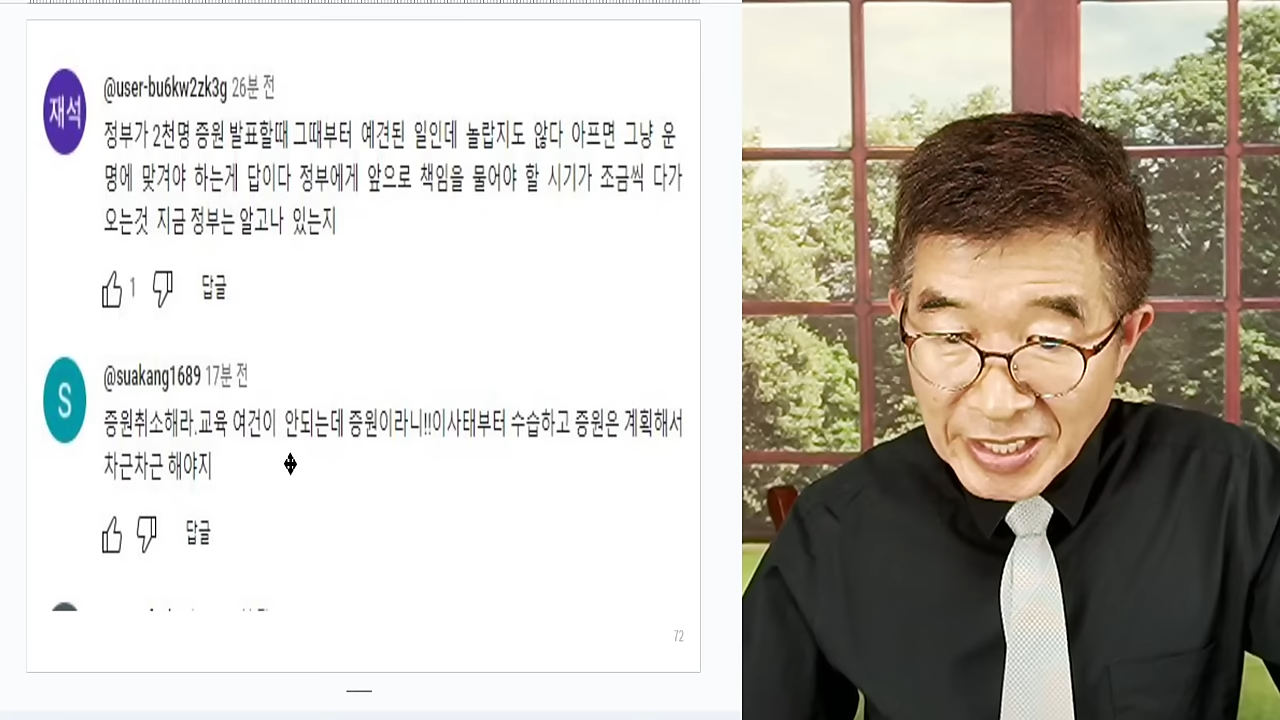 재석
@user-bu6kw2zk3g 26분 전
정부가 2천명 증원 발표할때 그때부터 예견된 일인데 놀랍지도 않다 아프면 그냥 운
명에 맞겨야 하는게 답이다 정부에게 앞으로 책임을 물어야 할 시기가 조금씩 다가
오는것 지금 정부는 알고나 있는지
1 답글
S
@suakang1689 17분 전
증원취소해라.교육 여건이 안되는데 증원이라니!!이사태부터 수습하고 증원은 계획해서
차근차근 해야지
답글
72